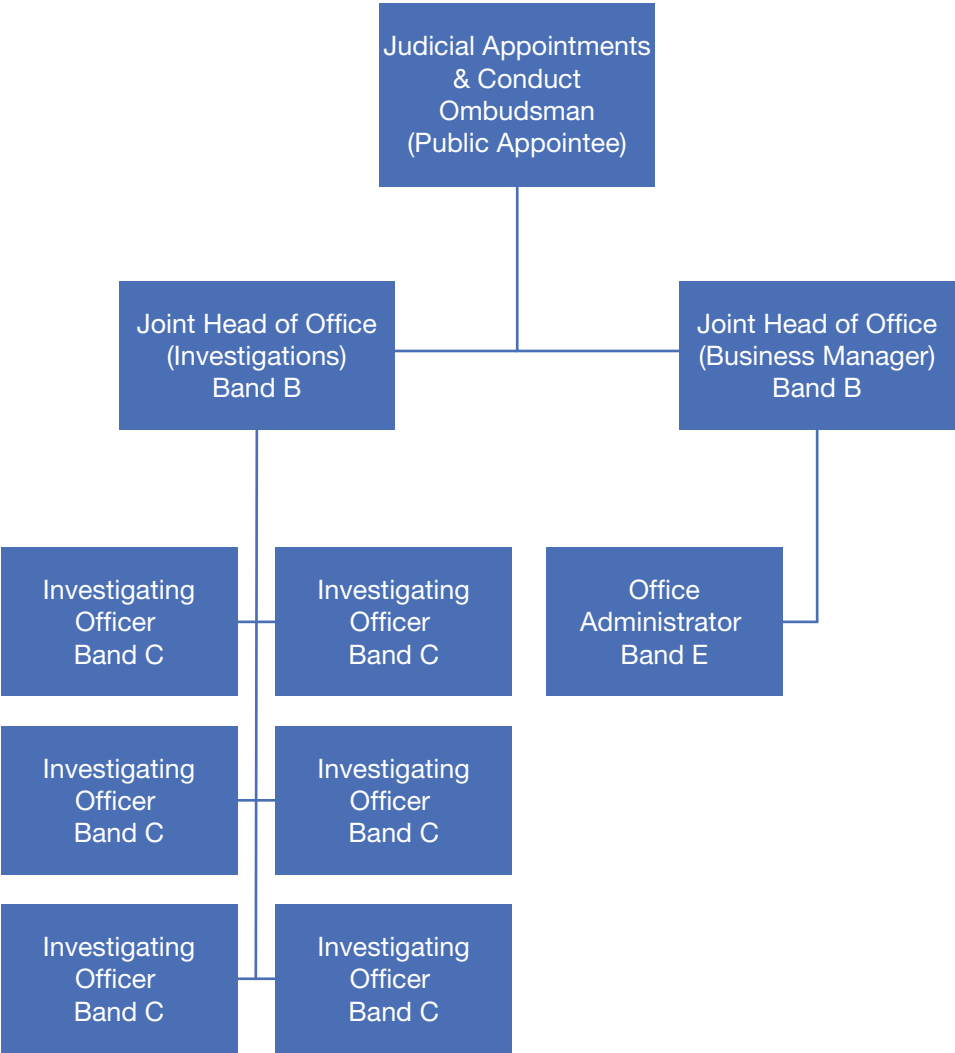 Judicial Appointments
& Conduct
Ombudsman
(Public Appointee)
Joint Head of Office
(Investigations)
Band B
Joint Head of Office
(Business Manager)
Band B
Investigating
Officer
Band C
Investigating
Officer
Band C
Office
Administrator
Band E
Investigating
Officer
Band C
Investigating
Officer
Band C
Investigating
Officer
Band C
Investigating
Officer
Band C